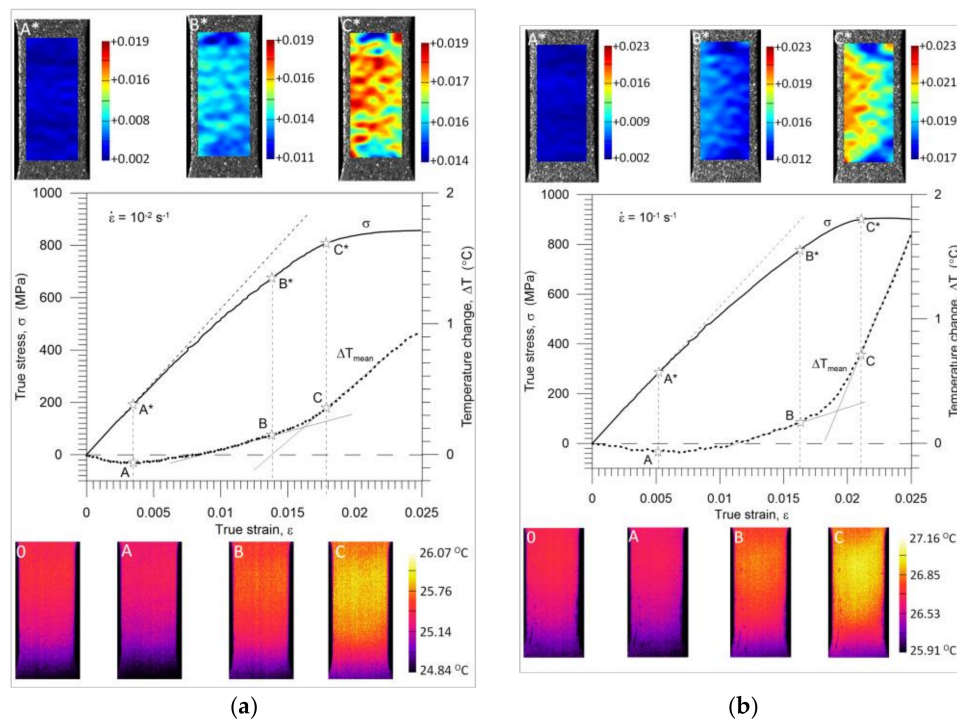 A*
B*
C*
+0.019
+0.016
+0.008
+0.002
+0.019
+0.016
+0.014
+0.011
+0.019
+0.017
+0.016
+0.014
1000
800
600
400
200
0
True stress, σ (MPa)
ε̇ = 10⁻² s⁻¹
σ
A*
B*
C*
ΔTmean
A
B
C
2
1
0
Temperature change, ΔT (°C)
0
0.005
0.01
0.015
0.02
0.025
True strain, ε
0
A
B
C
26.07 °C
25.76
25.14
24.84 °C
(a)
A*
B*
C*
+0.023
+0.016
+0.009
+0.002
+0.023
+0.019
+0.016
+0.012
+0.023
+0.021
+0.019
+0.017
1000
800
600
400
200
0
True stress, σ (MPa)
ε̇ = 10⁻¹ s⁻¹
σ
A*
B*
C*
ΔTmean
A
B
C
2
1
0
Temperature change, ΔT (°C)
0
0.005
0.01
0.015
0.02
0.025
True strain, ε
0
A
B
C
27.16 °C
26.85
26.53
25.91 °C
(b)